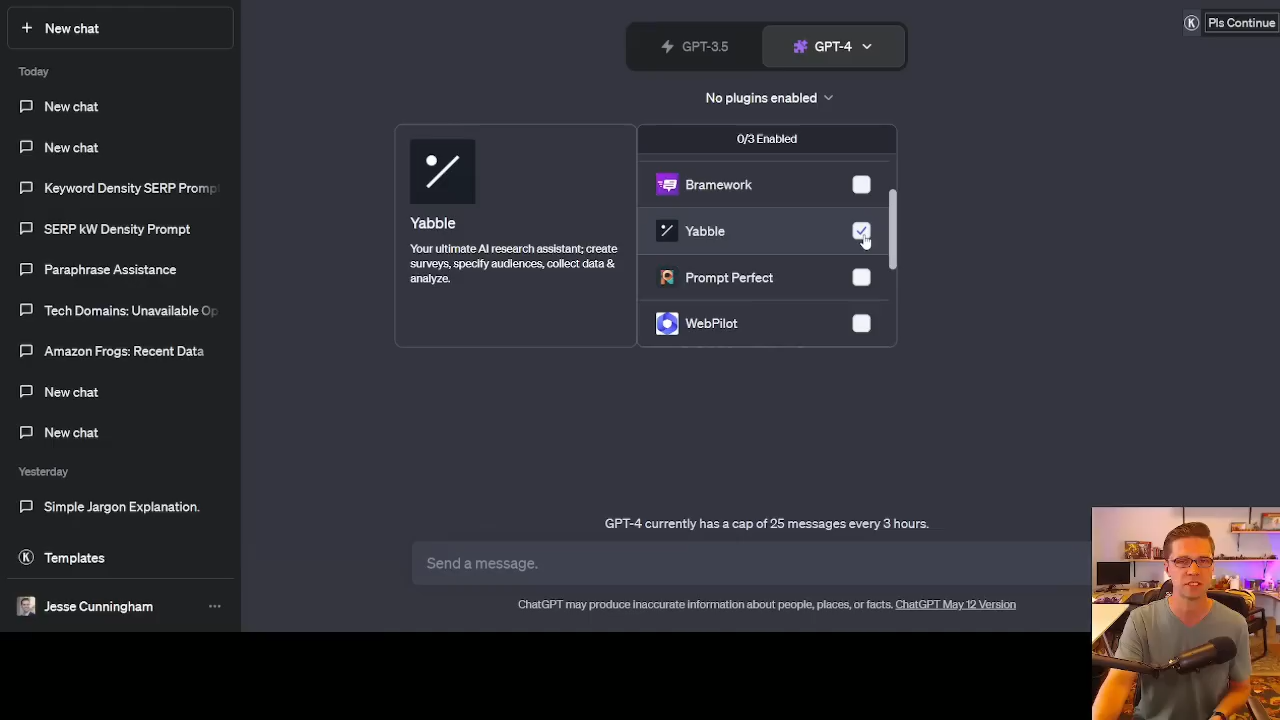 New chat
Today
New chat
New chat
Keyword Density SERP Promp
SERP kW Density Prompt
Paraphrase Assistance
Tech Domains: Unavailable Op
Amazon Frogs: Recent Data
New chat
New chat
Yesterday
Simple Jargon Explanation.
K Templates
Jesse Cunningham
GPT-3.5
GPT-4
K Pls Continue
No plugins enabled
Yabble
Your ultimate AI research assistant; create
surveys, specify audiences, collect data &
analyze.
0/3 Enabled
Bramework
Yabble
Prompt Perfect
WebPilot
GPT-4 currently has a cap of 25 messages every 3 hours.
Send a message.
ChatGPT may produce inaccurate information about people, places, or facts. ChatGPT May 12 Version